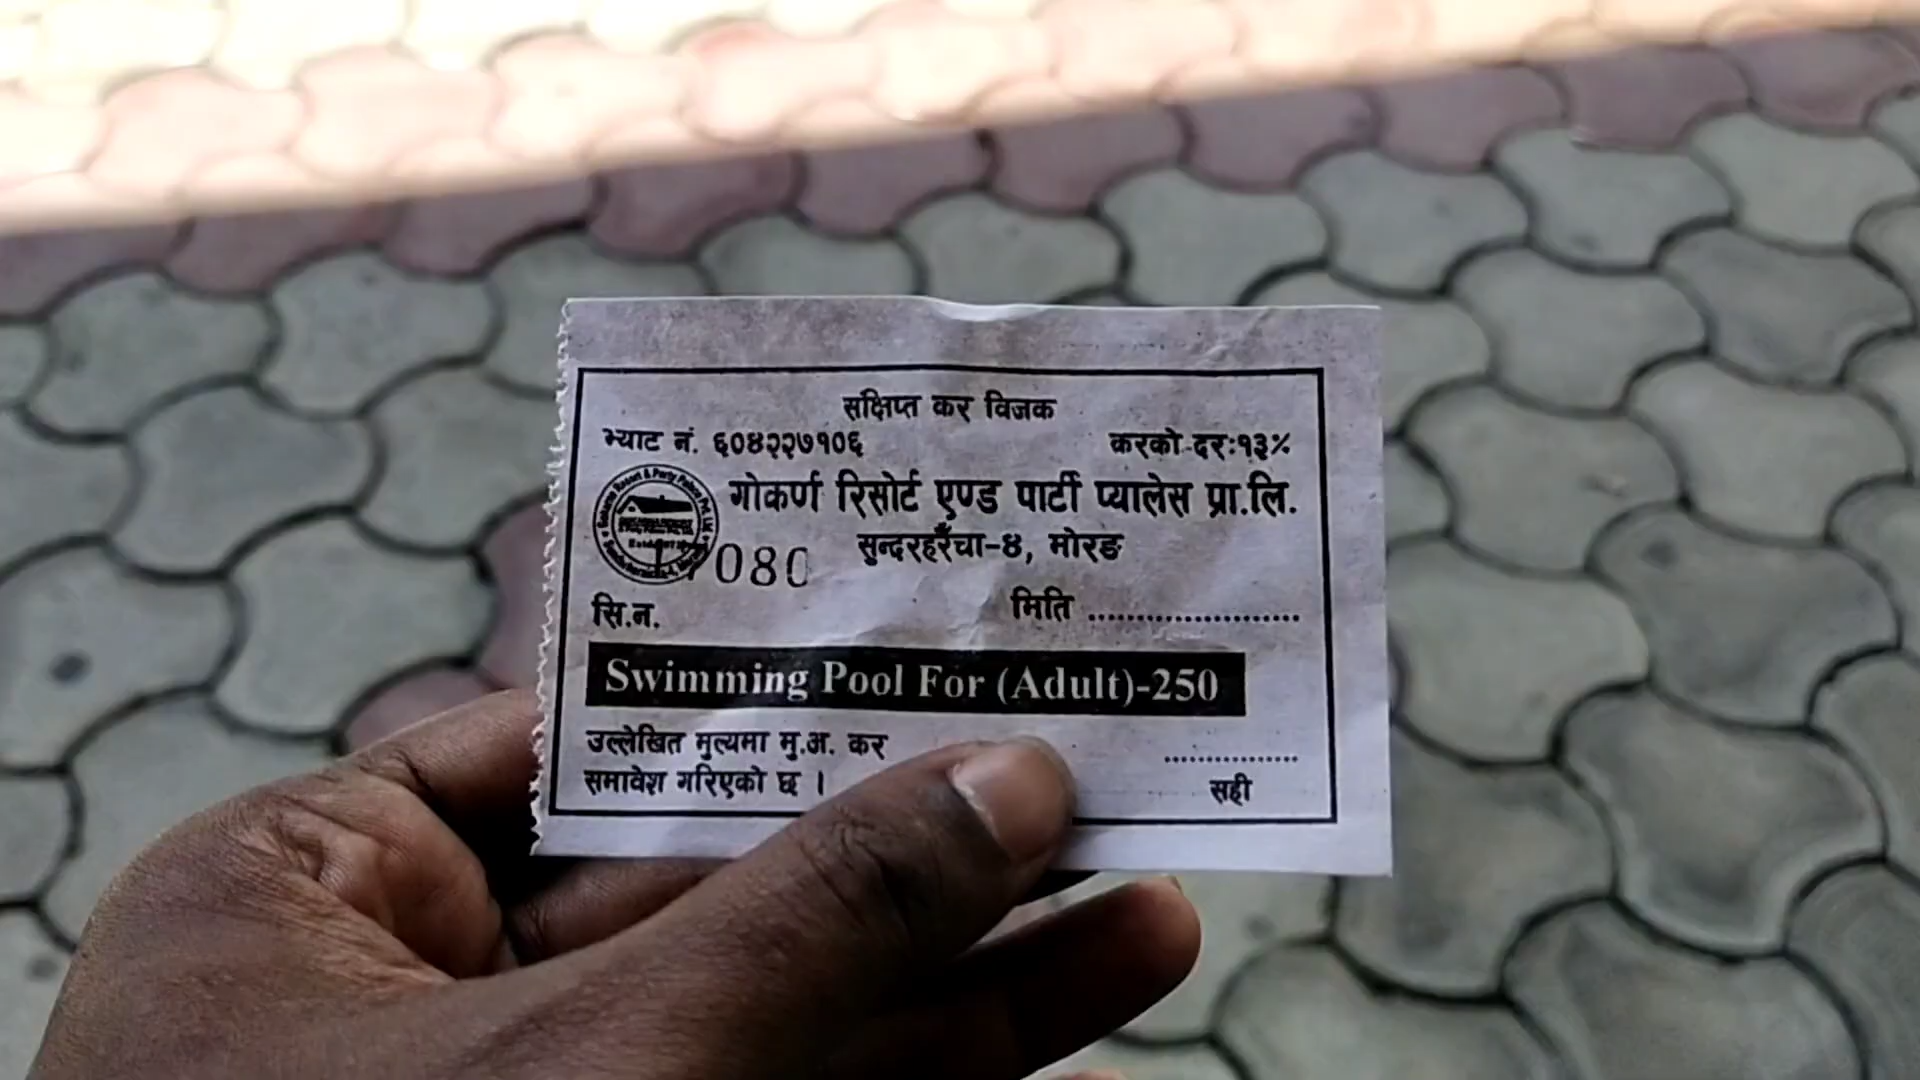 सक्षिप्त कर विजक
भ्याट नं. ६०४२२७१०६ करको दर:१३%
गोकर्ण रिसोर्ट एण्ड पार्टी प्यालेस प्रा.लि.
सुन्दरहरैंचा-४, मोरङ
080
सि.न. मिति ......................
Swimming Pool For (Adult)-250
उल्लेखित मुल्यमा मु.अ. कर
समावेश गरिएको छ ।
..................
सही